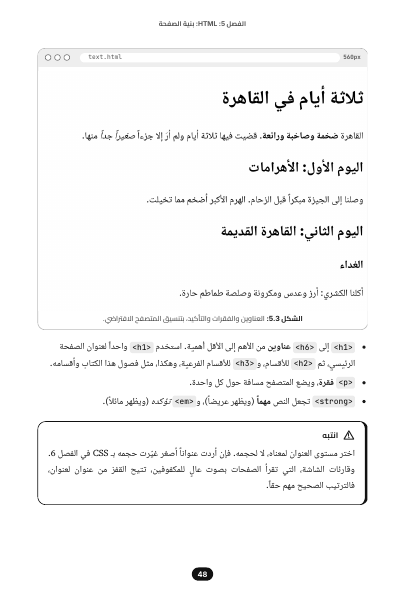 الفصل 5: HTML: بنية الصفحة
text.html
560px
ثلاثة أيام في القاهرة
القاهرة ضخمة وصاخبة ورائعة. قضيت فيها ثلاثة أيام ولم أرَ إلا جزءاً صغيراً جداً منها.
اليوم الأول: الأهرامات
وصلنا إلى الجيزة مبكراً قبل الزحام. الهرم الأكبر أضخم مما تخيلت.
اليوم الثاني: القاهرة القديمة
الغداء
أكلنا الكشري: أرز وعدس ومكرونة وصلصة طماطم حارة.
الشكل 5.3: العناوين والفقرات والتأكيد، بتنسيق المتصفح الافتراضي.
• <h1> إلى <h6> عناوين من الأهم إلى الأقل أهمية. استخدم <h1> واحداً لعنوان الصفحة
الرئيسي، ثم <h2> للأقسام، و<h3> للأقسام الفرعية، وهكذا، مثل فصول هذا الكتاب وأقسامه.
• <p> فقرة، ويضع المتصفح مسافة حول كل واحدة.
• <strong> تجعل النص مهماً (ويظهر عريضاً)، و<em> تؤكده (ويظهر مائلاً).
انتبه
اختر مستوى العنوان لمعناه، لا لحجمه. فإن أردت عنواناً أصغر غيّرت حجمه بـ CSS في الفصل 6.
وقارئات الشاشة، التي تقرأ الصفحات بصوت عالٍ للمكفوفين، تتيح القفز من عنوان لعنوان،
فالترتيب الصحيح مهم حقاً.
48